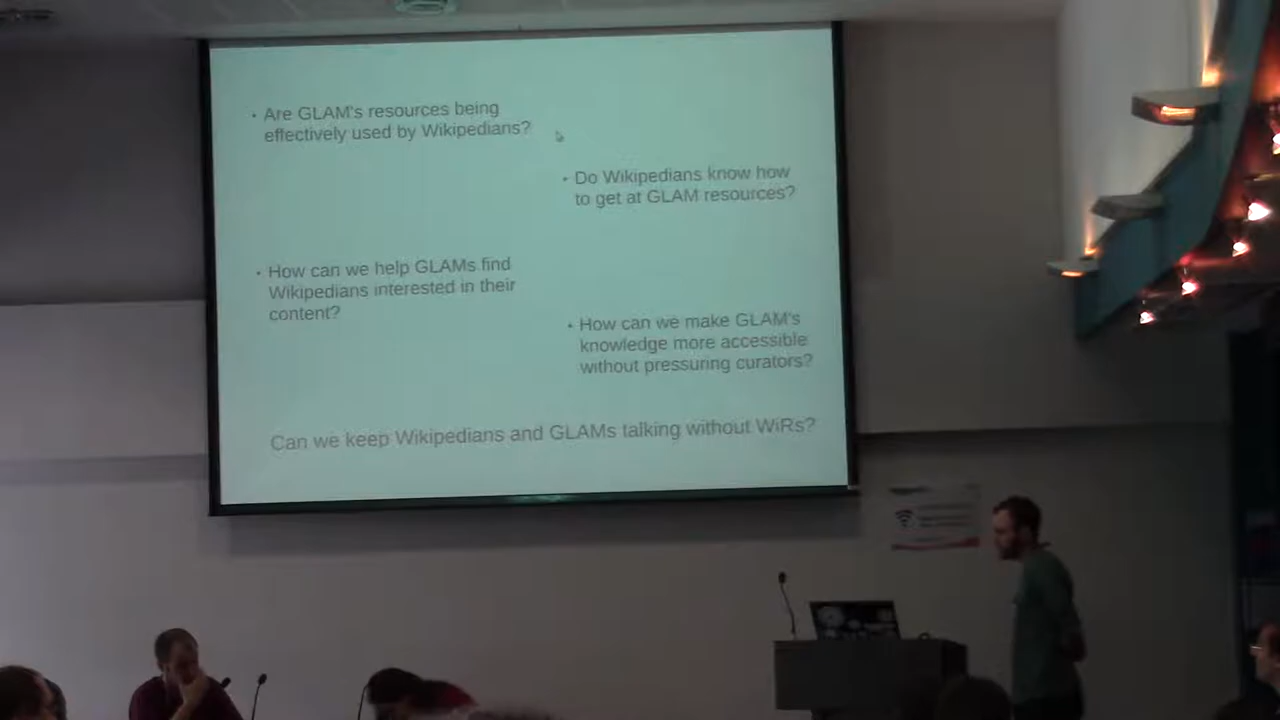 • Are GLAM's resources being
effectively used by Wikipedians?
• Do Wikipedians know how
to get at GLAM resources?
• How can we help GLAMs find
Wikipedians interested in their
content?
• How can we make GLAM's
knowledge more accessible
without pressuring curators?
Can we keep Wikipedians and GLAMs talking without WiRs?